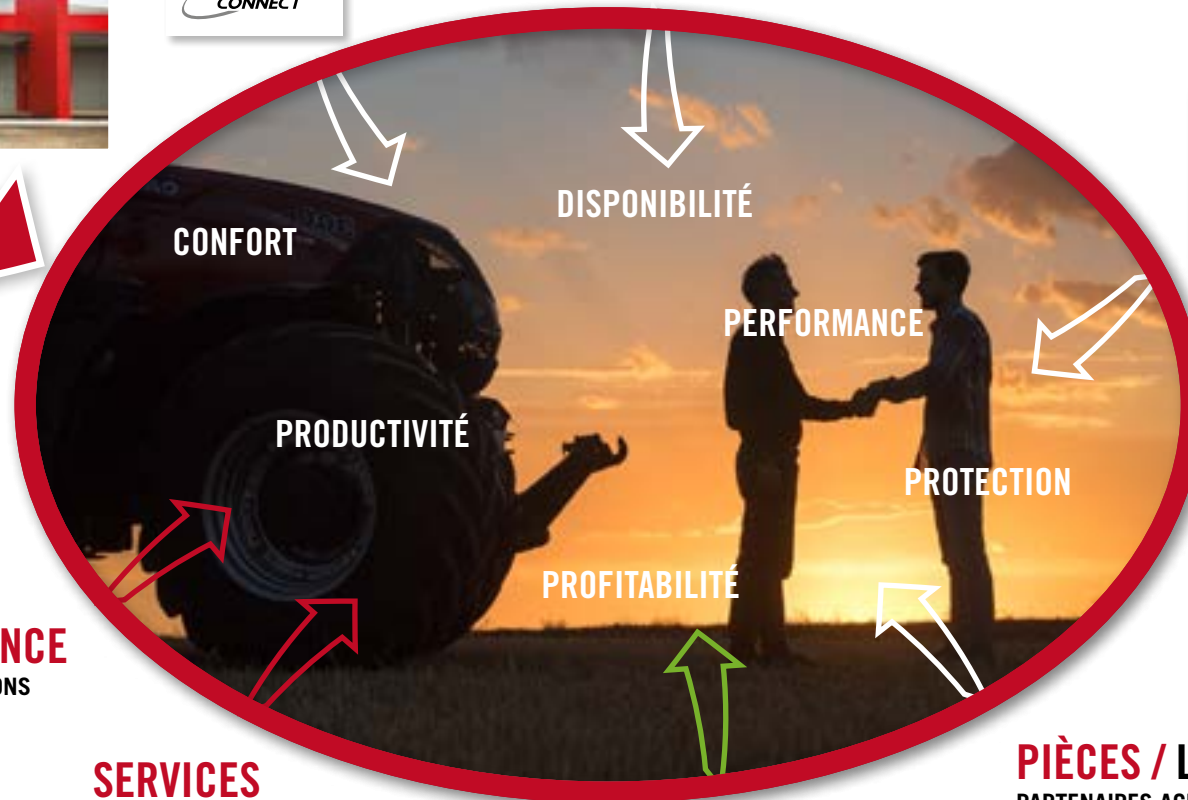 CONNECT
DISPONIBILITÉ
CONFORT
PERFORMANCE
PRODUCTIVITÉ
PROTECTION
PROFITABILITÉ
NCE
ONS
SERVICES
PIÈCES / L